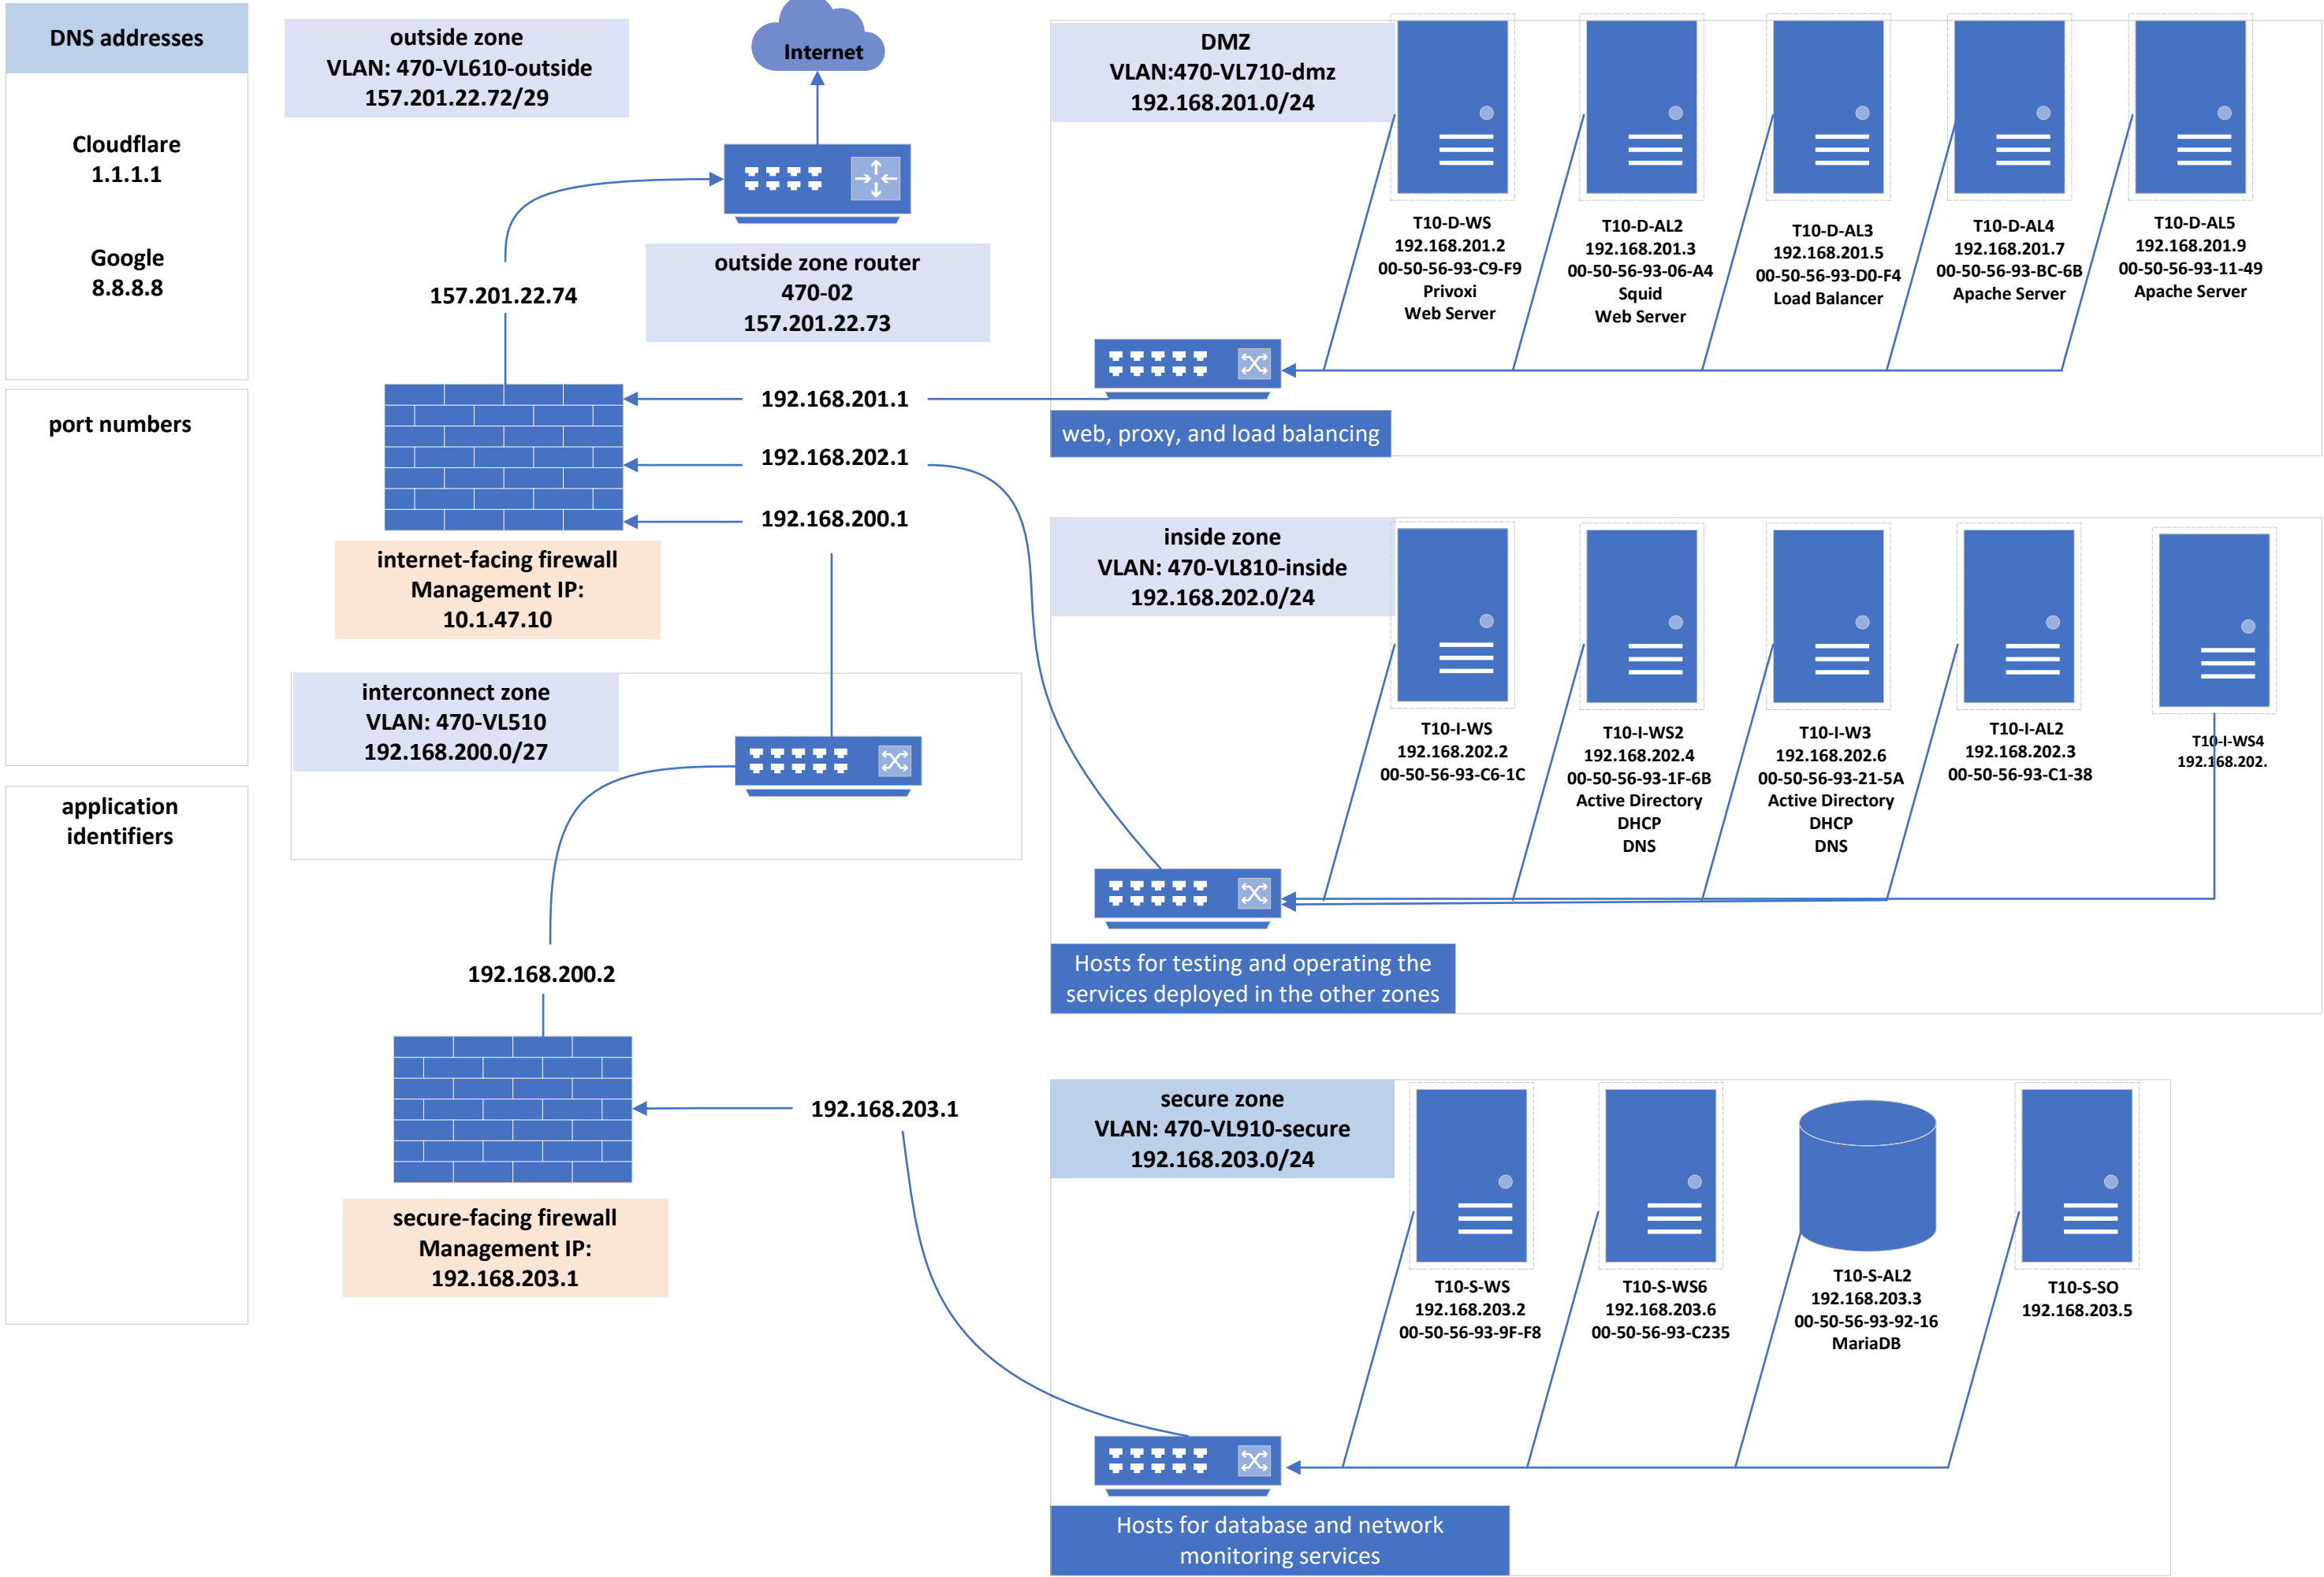 DNS addresses
Cloudflare
1.1.1.1
Google
8.8.8.8
port numbers
application
identifiers
outside zone
VLAN: 470-VL610-outside
157.201.22.72/29
Internet
outside zone router
470-02
157.201.22.73
157.201.22.74
192.168.201.1
192.168.202.1
192.168.200.1
internet-facing firewall
Management IP:
10.1.47.10
interconnect zone
VLAN: 470-VL510
192.168.200.0/27
192.168.200.2
secure-facing firewall
Management IP:
192.168.203.1
192.168.203.1
DMZ
VLAN:470-VL710-dmz
192.168.201.0/24
T10-D-WS
192.168.201.2
00-50-56-93-C9-F9
Privoxi
Web Server
T10-D-AL2
192.168.201.3
00-50-56-93-06-A4
Squid
Web Server
T10-D-AL3
192.168.201.5
00-50-56-93-D0-F4
Load Balancer
T10-D-AL4
192.168.201.7
00-50-56-93-BC-6B
Apache Server
T10-D-AL5
192.168.201.9
00-50-56-93-11-49
Apache Server
web, proxy, and load balancing
inside zone
VLAN: 470-VL810-inside
192.168.202.0/24
T10-I-WS
192.168.202.2
00-50-56-93-C6-1C
T10-I-WS2
192.168.202.4
00-50-56-93-1F-6B
Active Directory
DHCP
DNS
T10-I-W3
192.168.202.6
00-50-56-93-21-5A
Active Directory
DHCP
DNS
T10-I-AL2
192.168.202.3
00-50-56-93-C1-38
T10-I-WS4
192.168.202.
Hosts for testing and operating the
services deployed in the other zones
secure zone
VLAN: 470-VL910-secure
192.168.203.0/24
T10-S-WS
192.168.203.2
00-50-56-93-9F-F8
T10-S-WS6
192.168.203.6
00-50-56-93-C235
T10-S-AL2
192.168.203.3
00-50-56-93-92-16
MariaDB
T10-S-SO
192.168.203.5
Hosts for database and network
monitoring services